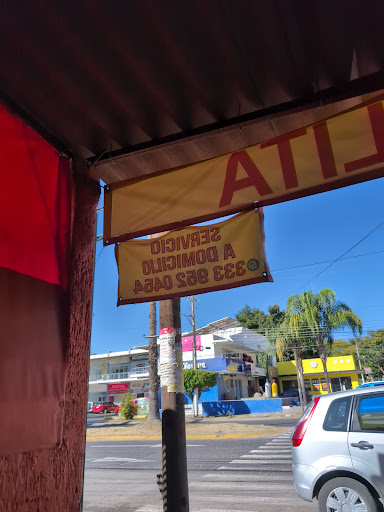 LITA
SERVICIO
A DOMICILIO
333 962 0464